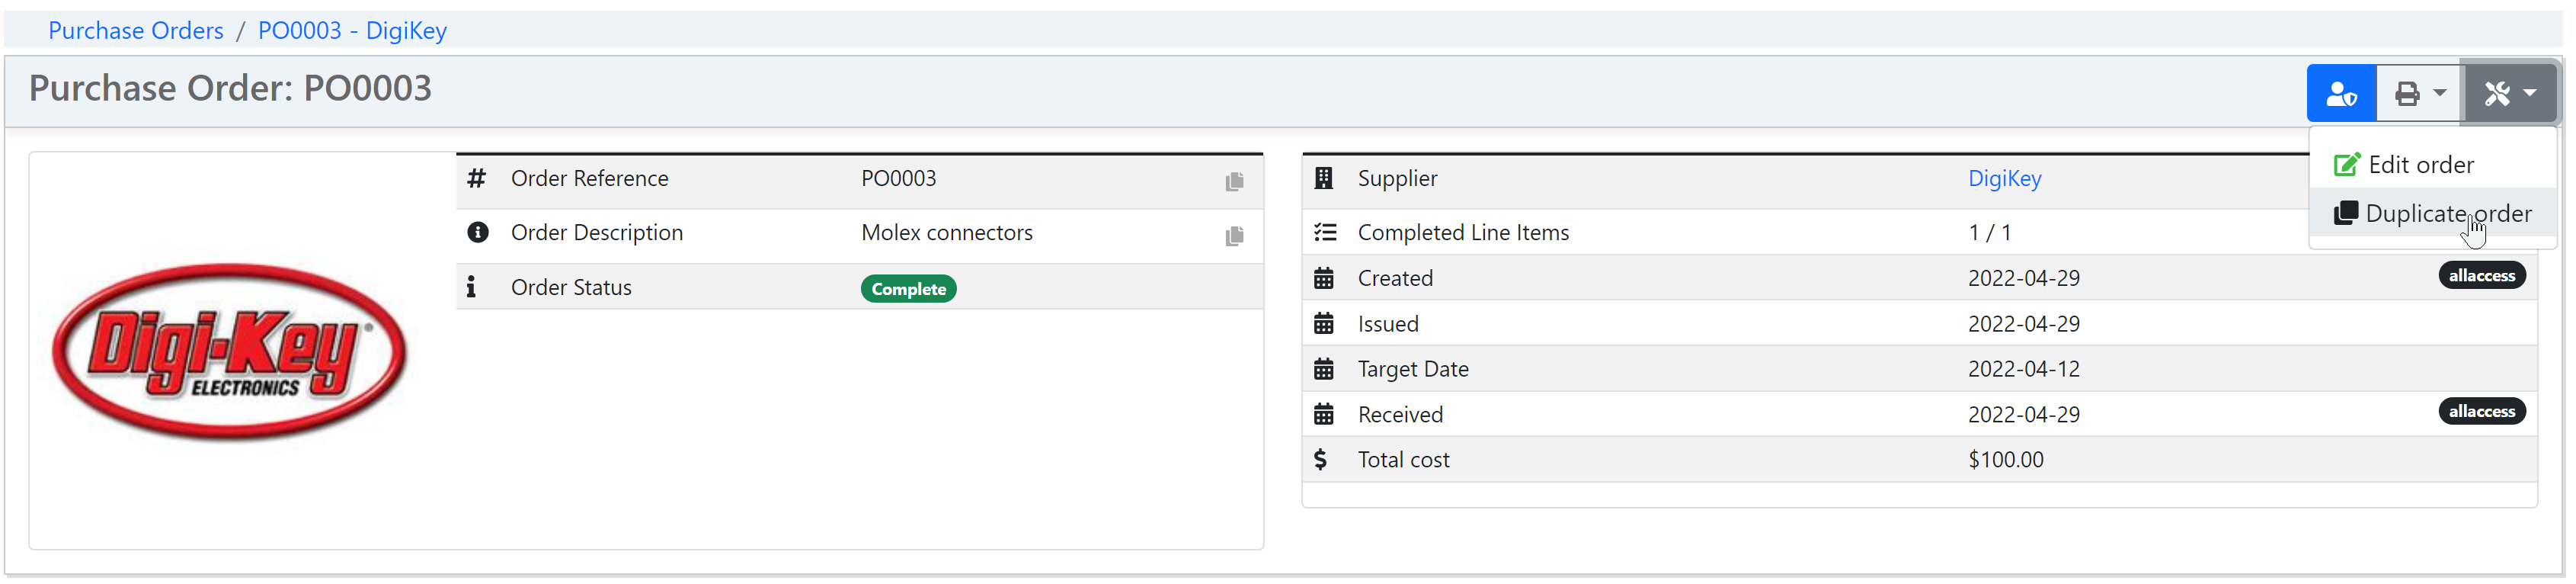 Purchase Orders / PO0003 - DigiKey
Purchase Order: PO0003
Edit order
Duplicate order
Digi-Key
ELECTRONICS
# Order Reference PO0003
Order Description Molex connectors
Order Status Complete
Supplier DigiKey
Completed Line Items 1 / 1
Created 2022-04-29 allaccess
Issued 2022-04-29
Target Date 2022-04-12
Received 2022-04-29 allaccess
$ Total cost $100.00